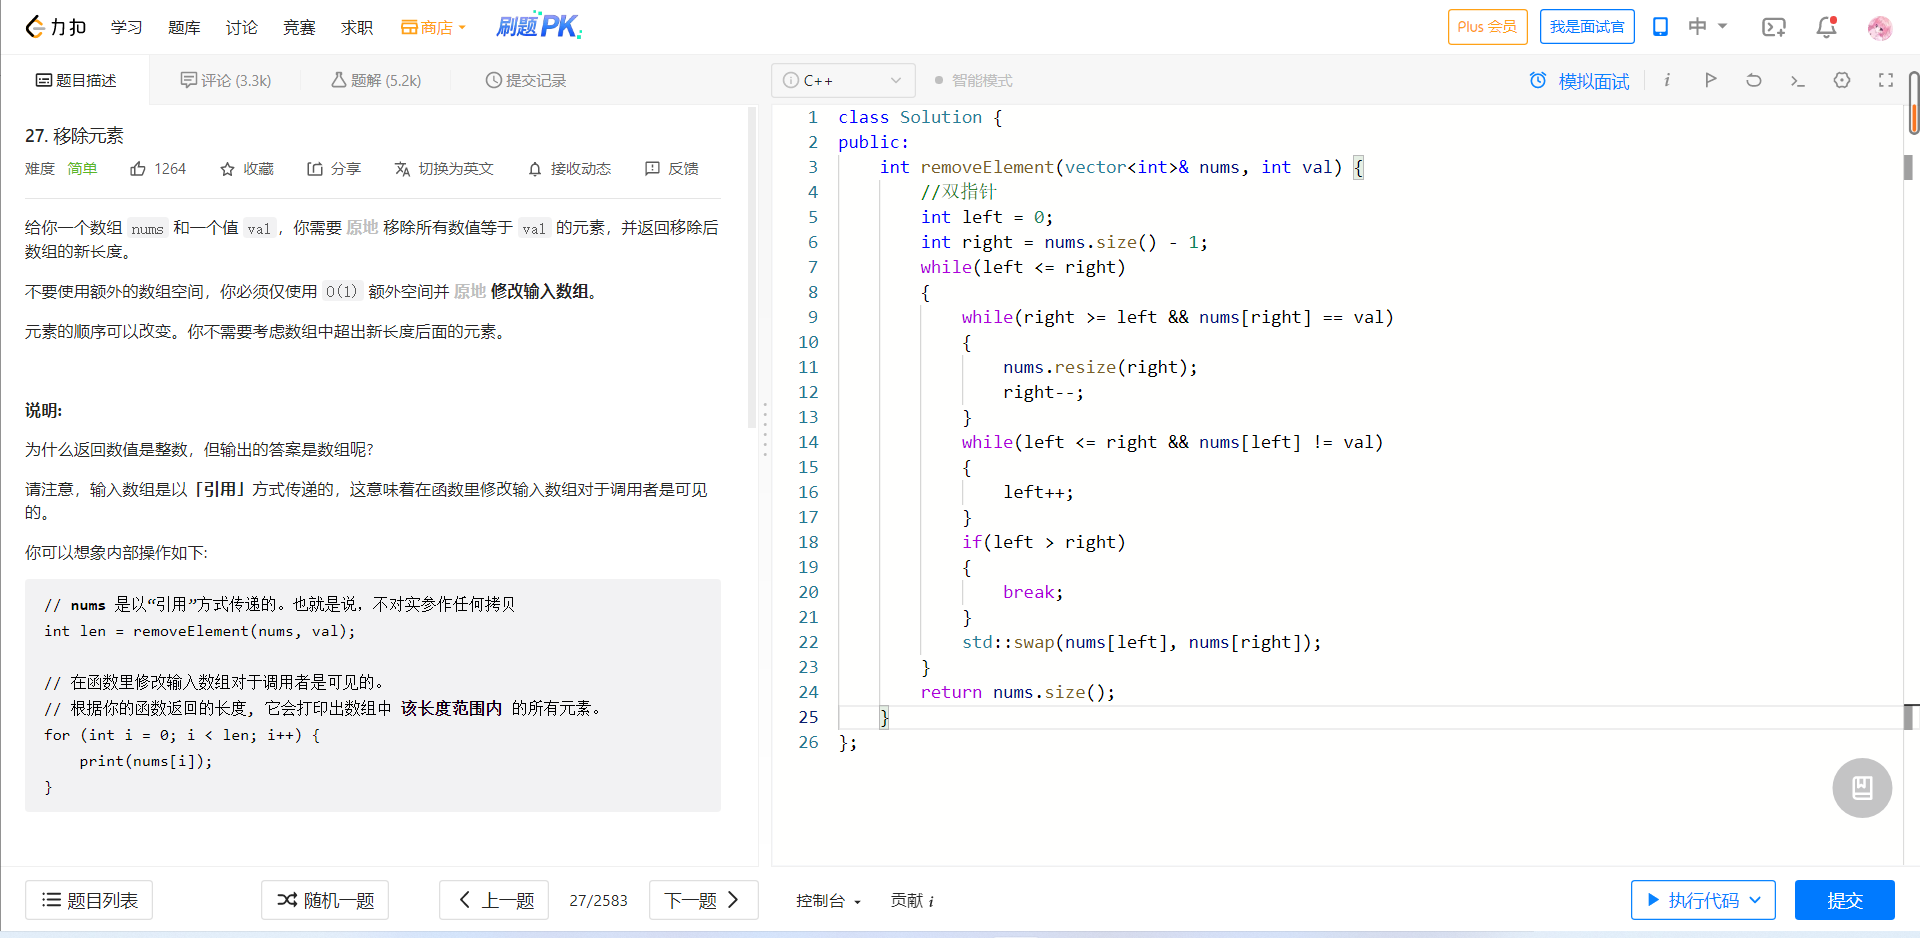 力扣 学习 题库 讨论 竞赛 求职 商店 刷题PK Plus 会员 我是面试官 中
题目描述 评论 (3.3k) 题解 (5.2k) 提交记录
27. 移除元素
难度 简单 1264 收藏 分享 切换为英文 接收动态 反馈
给你一个数组 nums 和一个值 val，你需要 原地 移除所有数值等于 val 的元素，并返回移除后
数组的新长度。
不要使用额外的数组空间，你必须仅使用 O(1) 额外空间并 原地 修改输入数组。
元素的顺序可以改变。你不需要考虑数组中超出新长度后面的元素。
说明:
为什么返回数值是整数，但输出的答案是数组呢?
请注意，输入数组是以「引用」方式传递的，这意味着在函数里修改输入数组对于调用者是可见
的。
你可以想象内部操作如下:
// nums 是以“引用”方式传递的。也就是说，不对实参作任何拷贝
int len = removeElement(nums, val);
// 在函数里修改输入数组对于调用者是可见的。
// 根据你的函数返回的长度, 它会打印出数组中 该长度范围内 的所有元素。
for (int i = 0; i < len; i++) {
    print(nums[i]);
}
题目列表 随机一题 上一题 27/2583 下一题
C++ 智能模式 模拟面试
1 class Solution {
2 public:
3     int removeElement(vector<int>& nums, int val) {
4         //双指针
5         int left = 0;
6         int right = nums.size() - 1;
7         while(left <= right)
8         {
9             while(right >= left && nums[right] == val)
10             {
11                 nums.resize(right);
12                 right--;
13             }
14             while(left <= right && nums[left] != val)
15             {
16                 left++;
17             }
18             if(left > right)
19             {
20                 break;
21             }
22             std::swap(nums[left], nums[right]);
23         }
24         return nums.size();
25     }
26 };
控制台 贡献 i 执行代码 提交